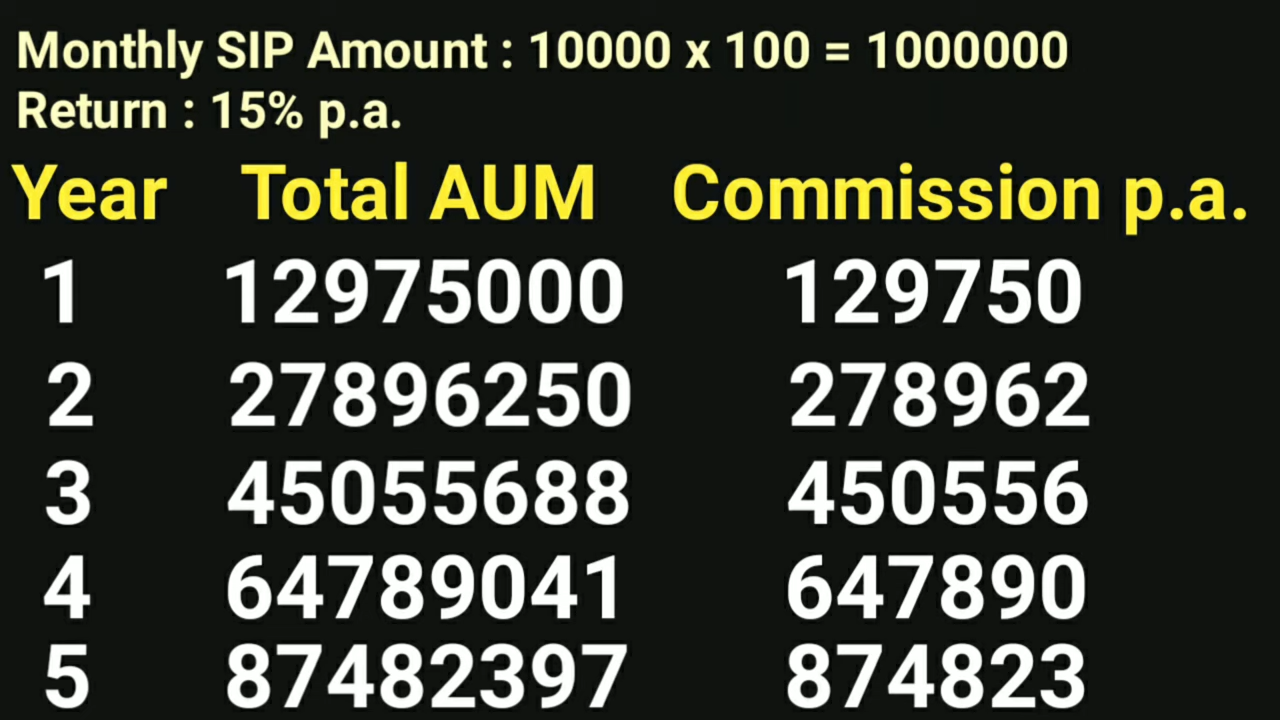 Monthly SIP Amount : 10000 x 100 = 1000000
Return : 15% p.a.
Year Total AUM Commission p.a.
1 12975000 129750
2 27896250 278962
3 45055688 450556
4 64789041 647890
5 87482397 874823